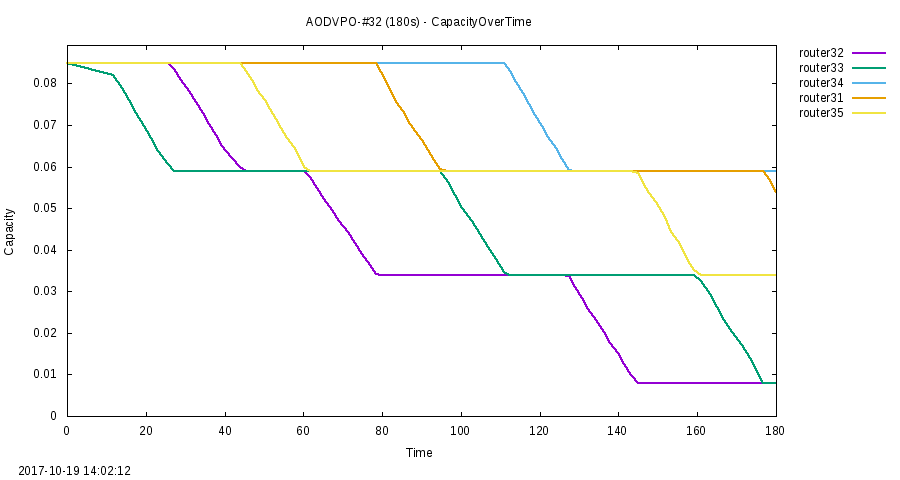 AODVPO-#32 (180s) - CapacityOverTime
router32
router33
router34
router31
router35
0.08
0.07
0.06
0.05
0.04
0.03
0.02
0.01
0
Capacity
0 20 40 60 80 100 120 140 160 180
Time
2017-10-19 14:02:12